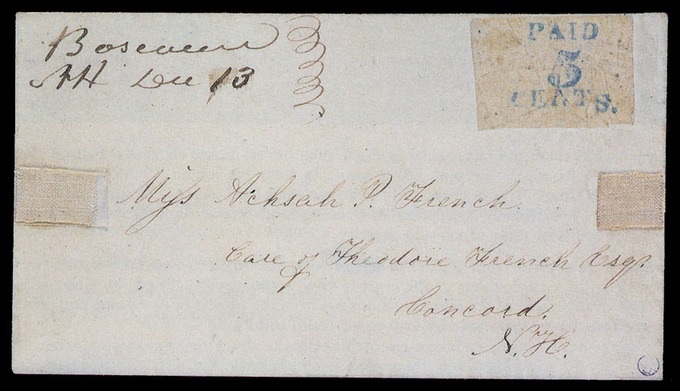 Boscawen
NH Dec 13
PAID
5
CENTS.
Miss Achsah P. French
Care of Theodore French Esqr
Concord,
N. H.